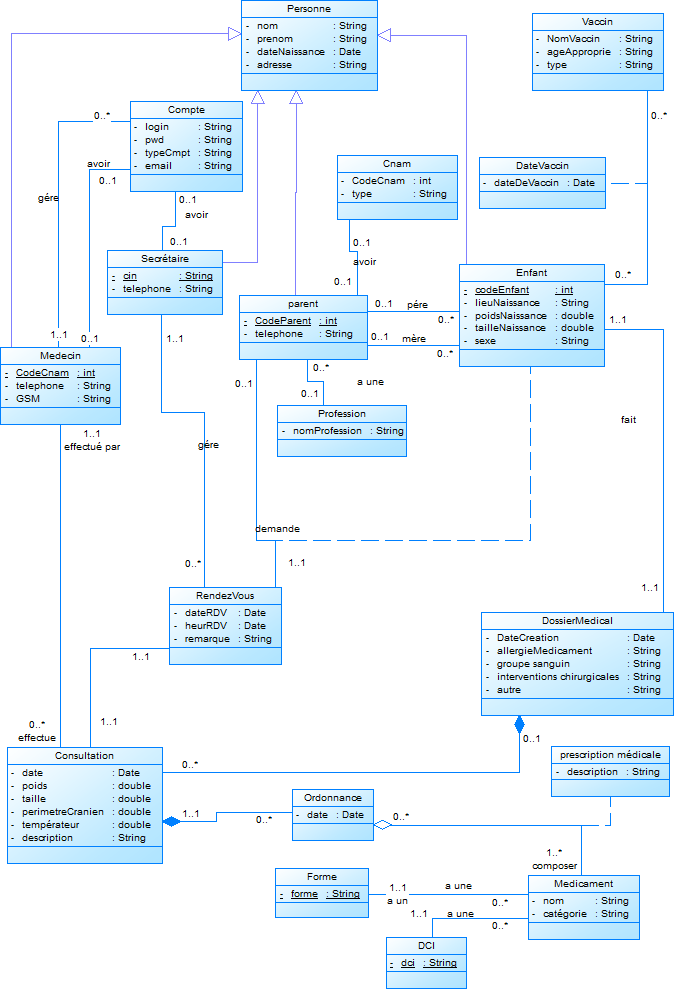 Personne
- nom : String
- prenom : String
- dateNaissance : Date
- adresse : String
Vaccin
- NomVaccin : String
- ageApproprie : String
- type : String
0..*
Compte
- login : String
- pwd : String
- typeCmpt : String
- email : String
0..*
avoir
0..1
gére
0..1
avoir
0..1
Cnam
- CodeCnam : int
- type : String
0..1
avoir
0..1
DateVaccin
- dateDeVaccin : Date
0..*
Secrétaire
- cin : String
- telephone : String
1..1
Enfant
- codeEnfant : int
- lieuNaissance : String
- poidsNaissance : double
- tailleNaissance : double
- sexe : String
1..1
parent
- CodeParent : int
- telephone : String
0..1 pére
0..*
0..1 mère
0..*
1..1
0..1
Medecin
- CodeCnam : int
- telephone : String
- GSM : String
0..1
0..*
a une
0..1
Profession
- nomProfession : String
1..1
effectué par
gére
fait
demande
0..*
1..1
1..1
RendezVous
- dateRDV : Date
- heurRDV : Date
- remarque : String
1..1
DossierMedical
- DateCreation : Date
- allergieMedicament : String
- groupe sanguin : String
- interventions chirurgicales : String
- autre : String
0..1
0..*
effectue
1..1
Consultation
- date : Date
- poids : double
- taille : double
- perimetreCranien : double
- températeur : double
- description : String
0..*
1..1
0..*
prescription médicale
- description : String
Ordonnance
- date : Date
0..*
1..*
composer
Forme
- forme : String
1..1
a un
a une
0..*
Medicament
- nom : String
- catégorie : String
1..1
a une
0..*
DCI
- dci : String